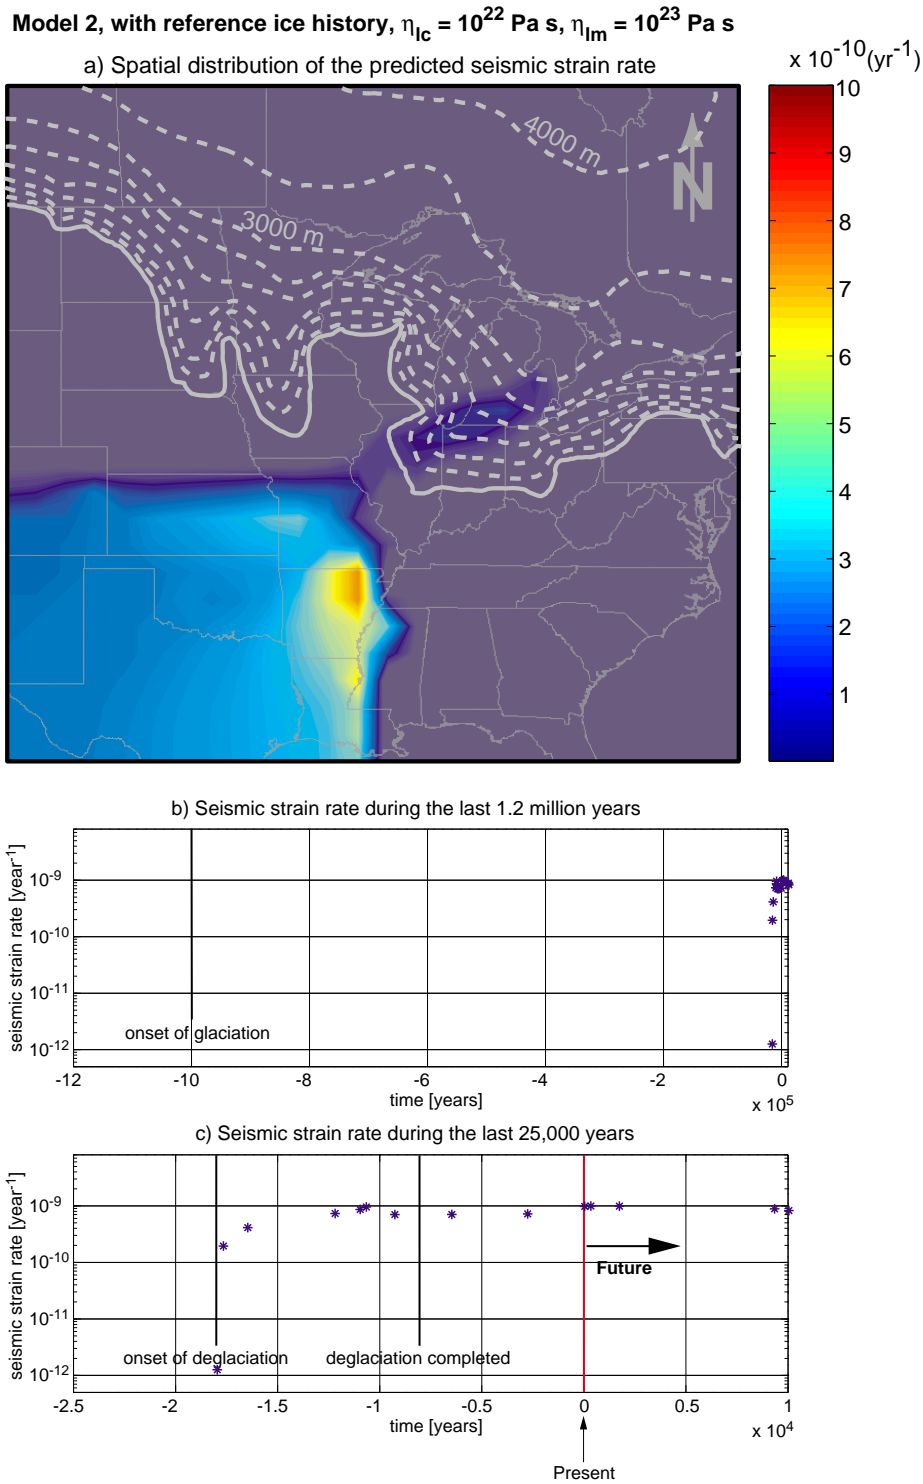 Model 2, with reference ice history, η_lc = 10^22 Pa s, η_lm = 10^23 Pa s
a) Spatial distribution of the predicted seismic strain rate
x 10^-10 (yr^-1)
4000 m
N
3000 m
10
9
8
7
6
5
4
3
2
1
b) Seismic strain rate during the last 1.2 million years
seismic strain rate [year^-1]
10^-9
10^-10
10^-11
10^-12
onset of glaciation
-12 -10 -8 -6 -4 -2 0
time [years]
x 10^5
c) Seismic strain rate during the last 25,000 years
seismic strain rate [year^-1]
10^-9
10^-10
10^-11
10^-12
Future
onset of deglaciation deglaciation completed
-2.5 -2 -1.5 -1 -0.5 0 0.5 1
time [years]
x 10^4
Present